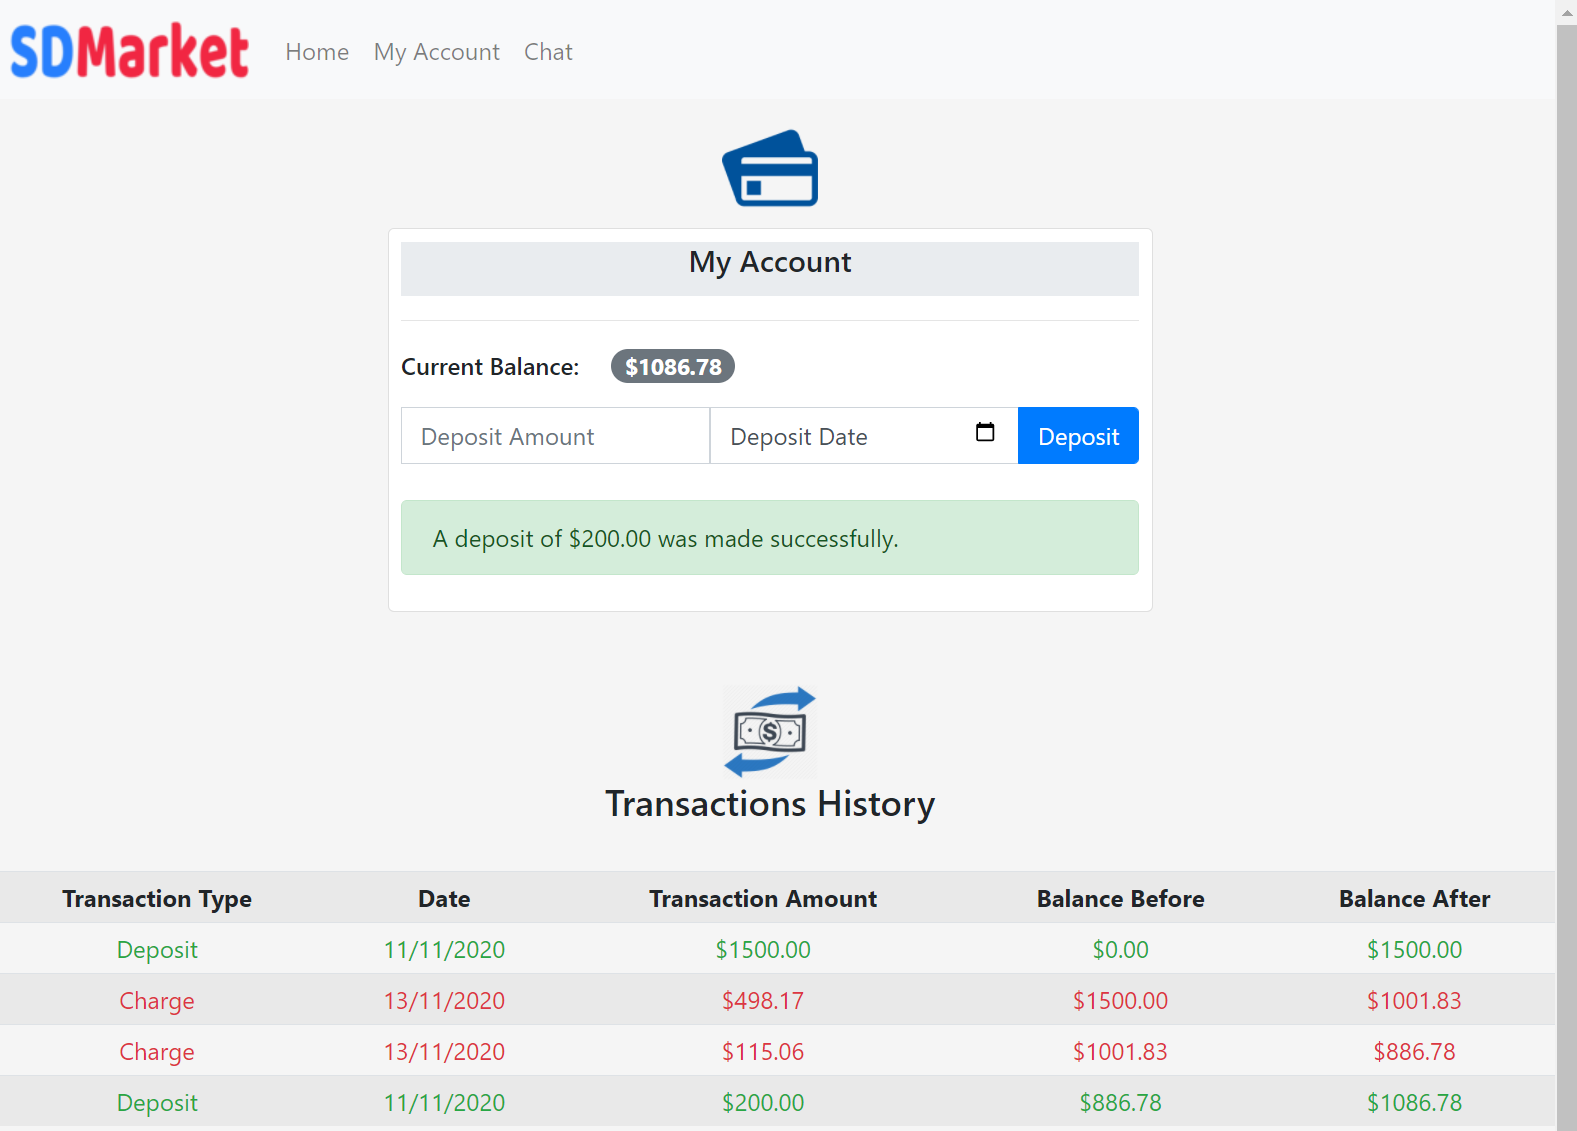 SDMarket Home My Account Chat
My Account
Current Balance: $1086.78
Deposit Amount Deposit Date Deposit
A deposit of $200.00 was made successfully.
$
Transactions History
Transaction Type Date Transaction Amount Balance Before Balance After
Deposit 11/11/2020 $1500.00 $0.00 $1500.00
Charge 13/11/2020 $498.17 $1500.00 $1001.83
Charge 13/11/2020 $115.06 $1001.83 $886.78
Deposit 11/11/2020 $200.00 $886.78 $1086.78